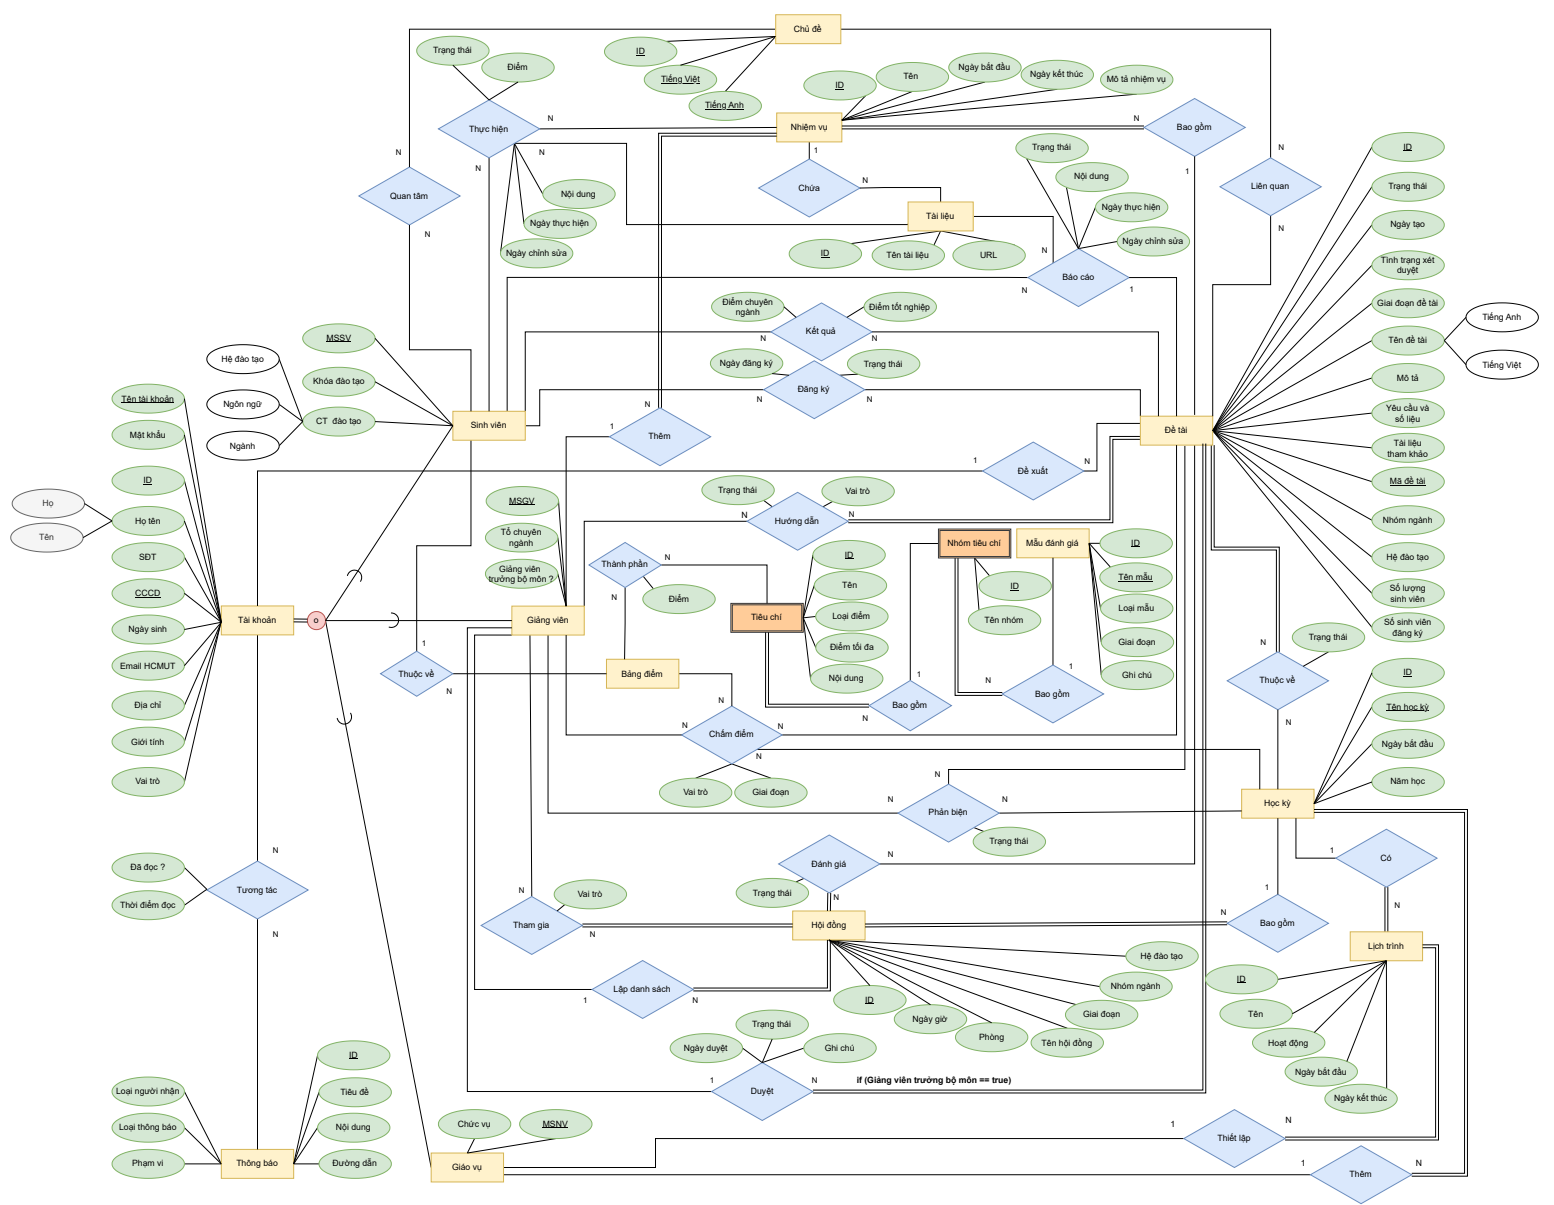 Chủ đề
Trạng thái
Điểm
ID
Tiếng Việt
Tiếng Anh
ID
Tên
Ngày bắt đầu
Ngày kết thúc
Mô tả nhiệm vụ
Thực hiện
N
Nhiệm vụ
N
Bao gồm
N
N
N
1
1
N
N
Quan tâm
N
Chứa
N
Nội dung
Ngày thực hiện
Ngày chỉnh sửa
Tài liệu
ID
Tên tài liệu
URL
Trạng thái
Nội dung
Ngày thực hiện
Ngày chỉnh sửa
Liên quan
N
N
Báo cáo
N
1
ID
Trạng thái
Ngày tạo
Tình trạng xét
duyệt
Giai đoạn đề tài
Tên đề tài
Tiếng Anh
Tiếng Việt
Mô tả
Yêu cầu và
số liệu
Tài liệu
tham khảo
Mã đề tài
Nhóm ngành
Hệ đào tạo
Số lượng
sinh viên
Số sinh viên
đăng ký
Điểm chuyên
ngành
Điểm tốt nghiệp
N
Kết quả
N
Ngày đăng ký
Trạng thái
N
Đăng ký
N
MSSV
Hệ đào tạo
Khóa đào tạo
Ngôn ngữ
CT  đào tạo
Ngành
Sinh viên
N
1
Thêm
Đề tài
1
Đề xuất
N
Tên tài khoản
Mật khẩu
ID
Họ
Họ tên
Tên
SĐT
CCCD
Ngày sinh
Email HCMUT
Địa chỉ
Giới tính
Vai trò
Tài khoản
o
MSGV
Tổ chuyên
ngành
Giảng viên
trưởng bộ môn ?
Giảng viên
Trạng thái
Vai trò
N
Hướng dẫn
N
Thành phần
N
N
Điểm
Tiêu chí
ID
Tên
Loại điểm
Điểm tối đa
Nội dung
Nhóm tiêu chí
ID
Tên nhóm
Mẫu đánh giá
ID
Tên mẫu
Loại mẫu
Giai đoạn
Ghi chú
1
Thuộc về
N
Bảng điểm
N
1
Bao gồm
N
N
1
Bao gồm
N
Chấm điểm
N
N
Vai trò
Giai đoạn
N
Trạng thái
Thuộc về
N
ID
Tên học kỳ
Ngày bắt đầu
Năm học
Học kỳ
N
N
Phản biện
N
Trạng thái
N
Đã đọc ?
Thời điểm đọc
Tương tác
N
Đánh giá
N
Trạng thái
N
1
Có
N
N
Vai trò
Tham gia
N
Hội đồng
N
1
Bao gồm
Lịch trình
ID
Tên
Hoạt động
Ngày bắt đầu
Ngày kết thúc
Lập danh sách
1
N
ID
Ngày giờ
Phòng
Tên hội đồng
Giai đoạn
Nhóm ngành
Hệ đào tạo
Ngày duyệt
Trạng thái
Ghi chú
1
Duyệt
N
if (Giảng viên trưởng bộ môn == true)
Loại người nhận
Loại thông báo
Phạm vi
Thông báo
ID
Tiêu đề
Nội dung
Đường dẫn
Chức vụ
MSNV
Giáo vụ
1
Thiết lập
N
1
Thêm
N